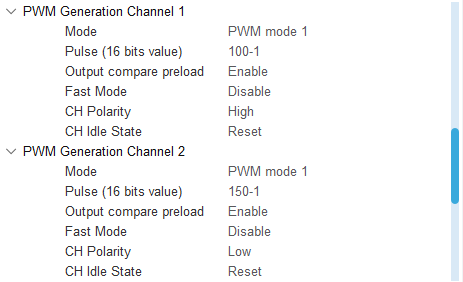 PWM Generation Channel 1
Mode PWM mode 1
Pulse (16 bits value) 100-1
Output compare preload Enable
Fast Mode Disable
CH Polarity High
CH Idle State Reset
PWM Generation Channel 2
Mode PWM mode 1
Pulse (16 bits value) 150-1
Output compare preload Enable
Fast Mode Disable
CH Polarity Low
CH Idle State Reset